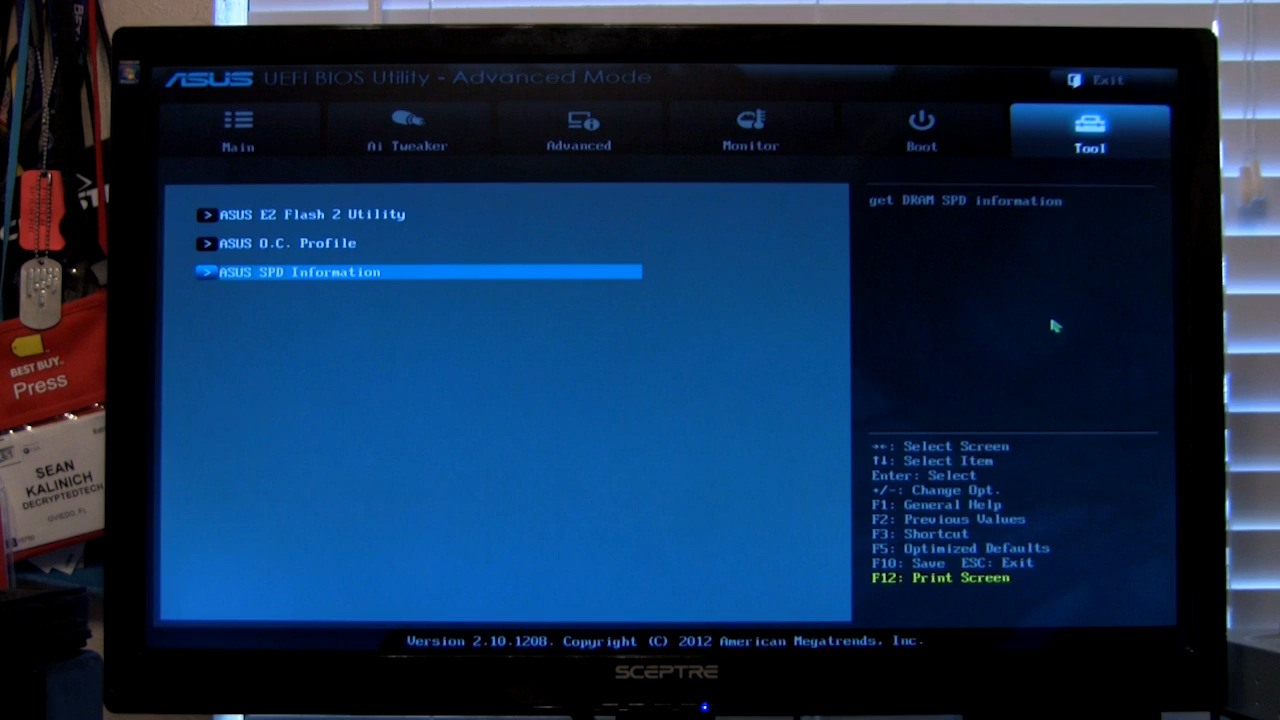 ASUS UEFI BIOS Utility - Advanced Mode
Exit
Main
Ai Tweaker
Advanced
Monitor
Boot
Tool
> ASUS EZ Flash 2 Utility
> ASUS O.C. Profile
> ASUS SPD Information
get DRAM SPD information
→←: Select Screen
↑↓: Select Item
Enter: Select
+/-: Change Opt.
F1: General Help
F2: Previous Values
F3: Shortcut
F5: Optimized Defaults
F10: Save ESC: Exit
F12: Print Screen
Version 2.10.1208. Copyright (C) 2012 American Megatrends, Inc.
SCEPTRE
BEST BUY
Press
SEAN
KALINICH
DECRYPTEDTECH
OVIEDO, FL